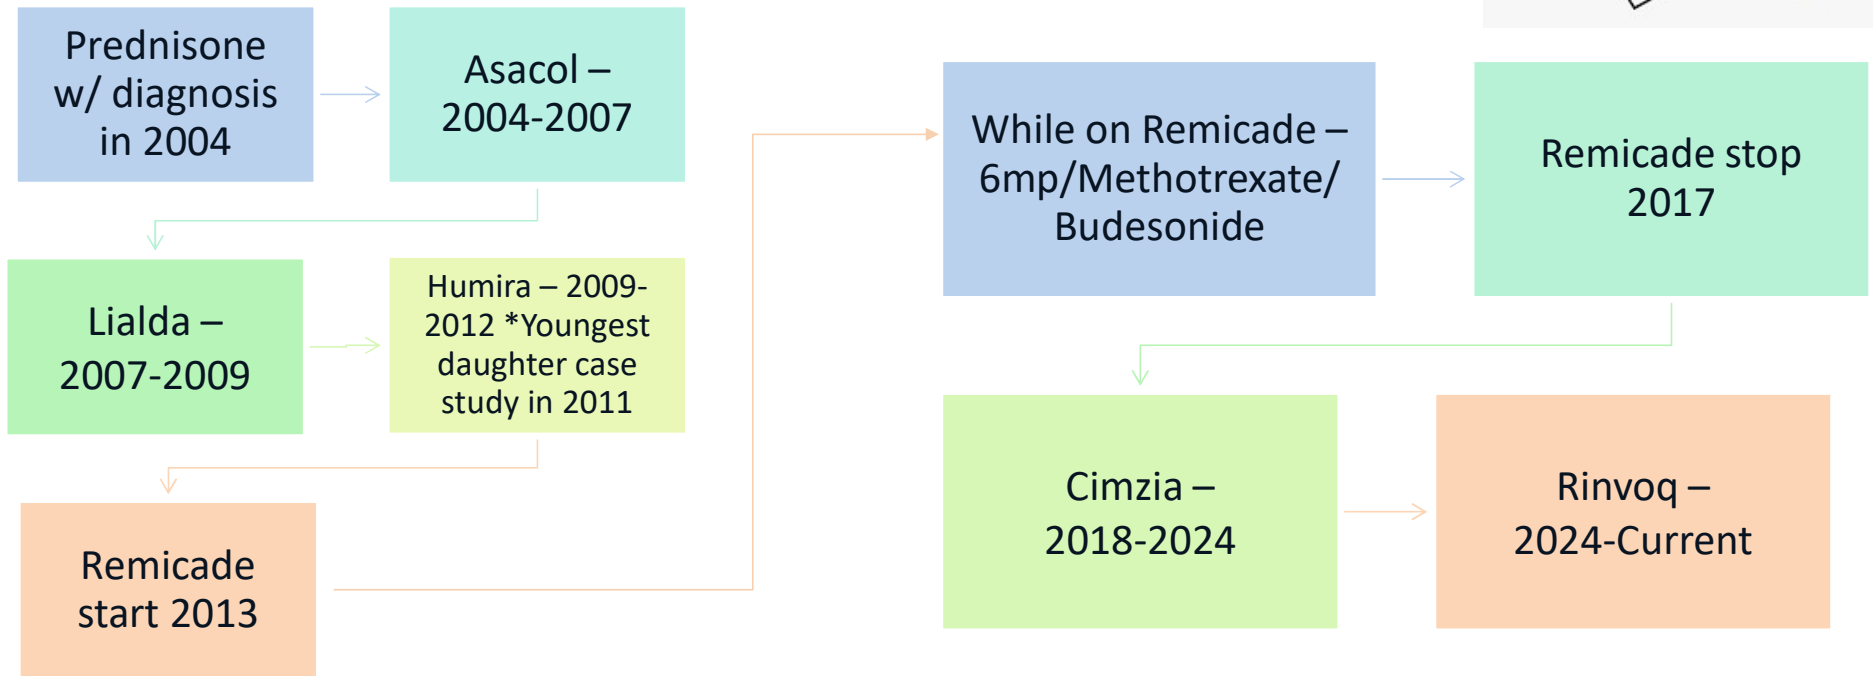 Prednisone
w/ diagnosis
in 2004
Asacol –
2004-2007
Lialda –
2007-2009
Humira – 2009-
2012 *Youngest
daughter case
study in 2011
Remicade
start 2013
While on Remicade –
6mp/Methotrexate/
Budesonide
Remicade stop
2017
Cimzia –
2018-2024
Rinvoq –
2024-Current